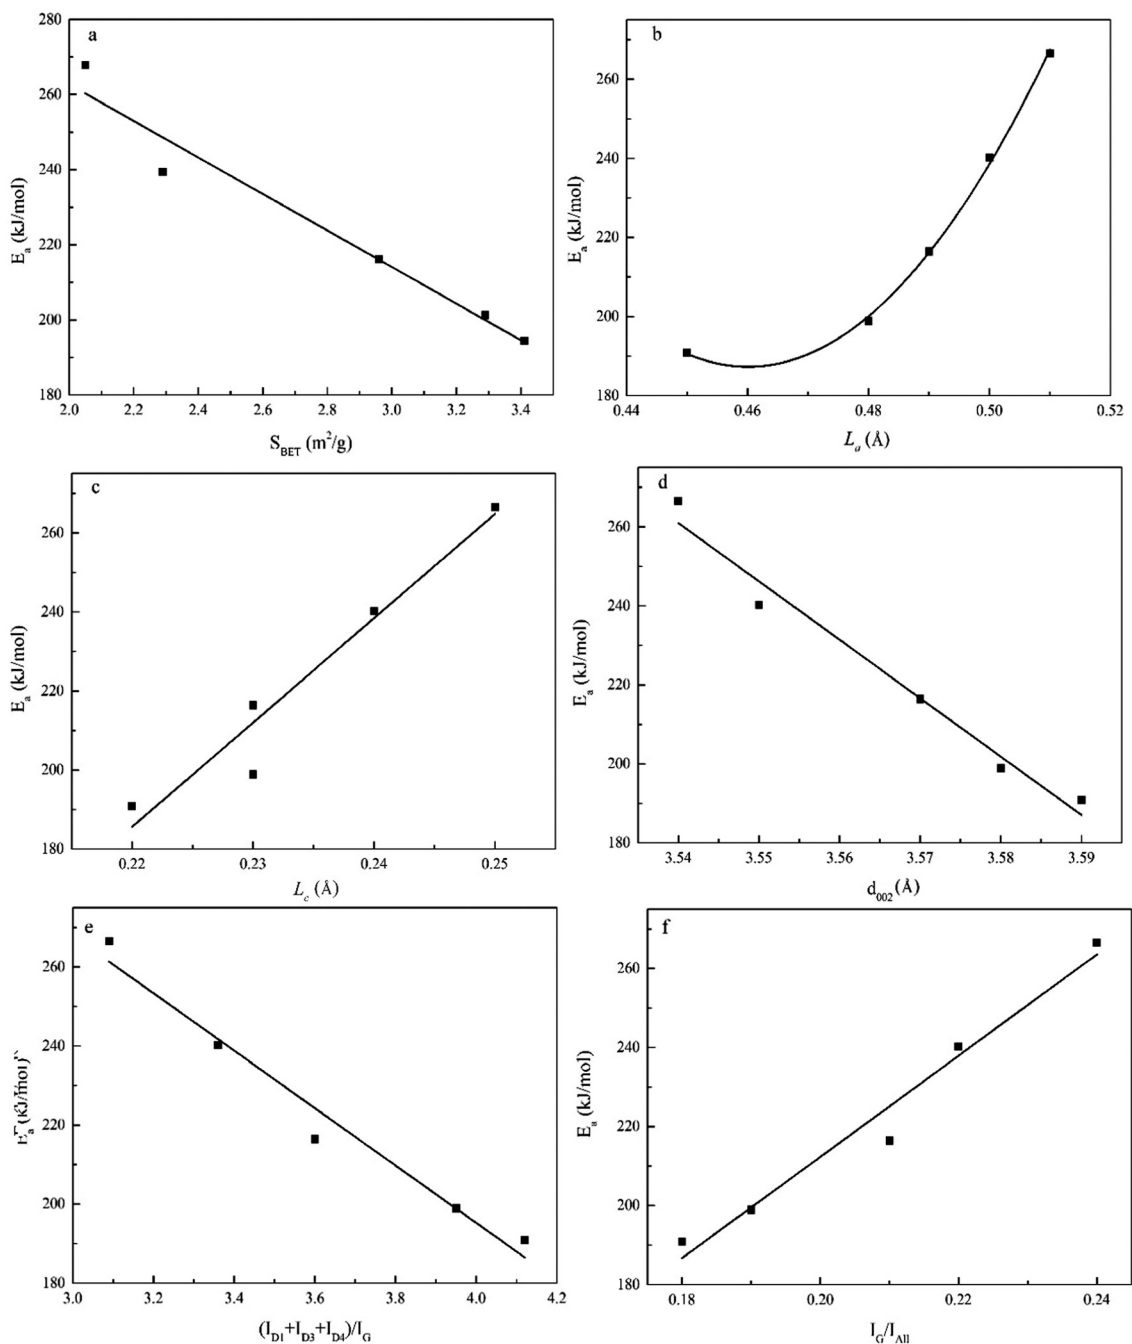 a
280
260
240
220
200
180
E_a (kJ/mol)
2.0 2.2 2.4 2.6 2.8 3.0 3.2 3.4
S_BET (m²/g)
b
280
260
240
220
200
180
E_a (kJ/mol)
0.44 0.46 0.48 0.50 0.52
L_a (Å)
c
260
240
220
200
180
E_a (kJ/mol)
0.22 0.23 0.24 0.25
L_c (Å)
d
260
240
220
200
180
E_a (kJ/mol)
3.54 3.55 3.56 3.57 3.58 3.59
d_002 (Å)
e
260
240
220
200
180
E_a (kJ/mol)
3.0 3.2 3.4 3.6 3.8 4.0 4.2
(I_D1+I_D3+I_D4)/I_G
f
260
240
220
200
180
E_a (kJ/mol)
0.18 0.20 0.22 0.24
I_G/I_All